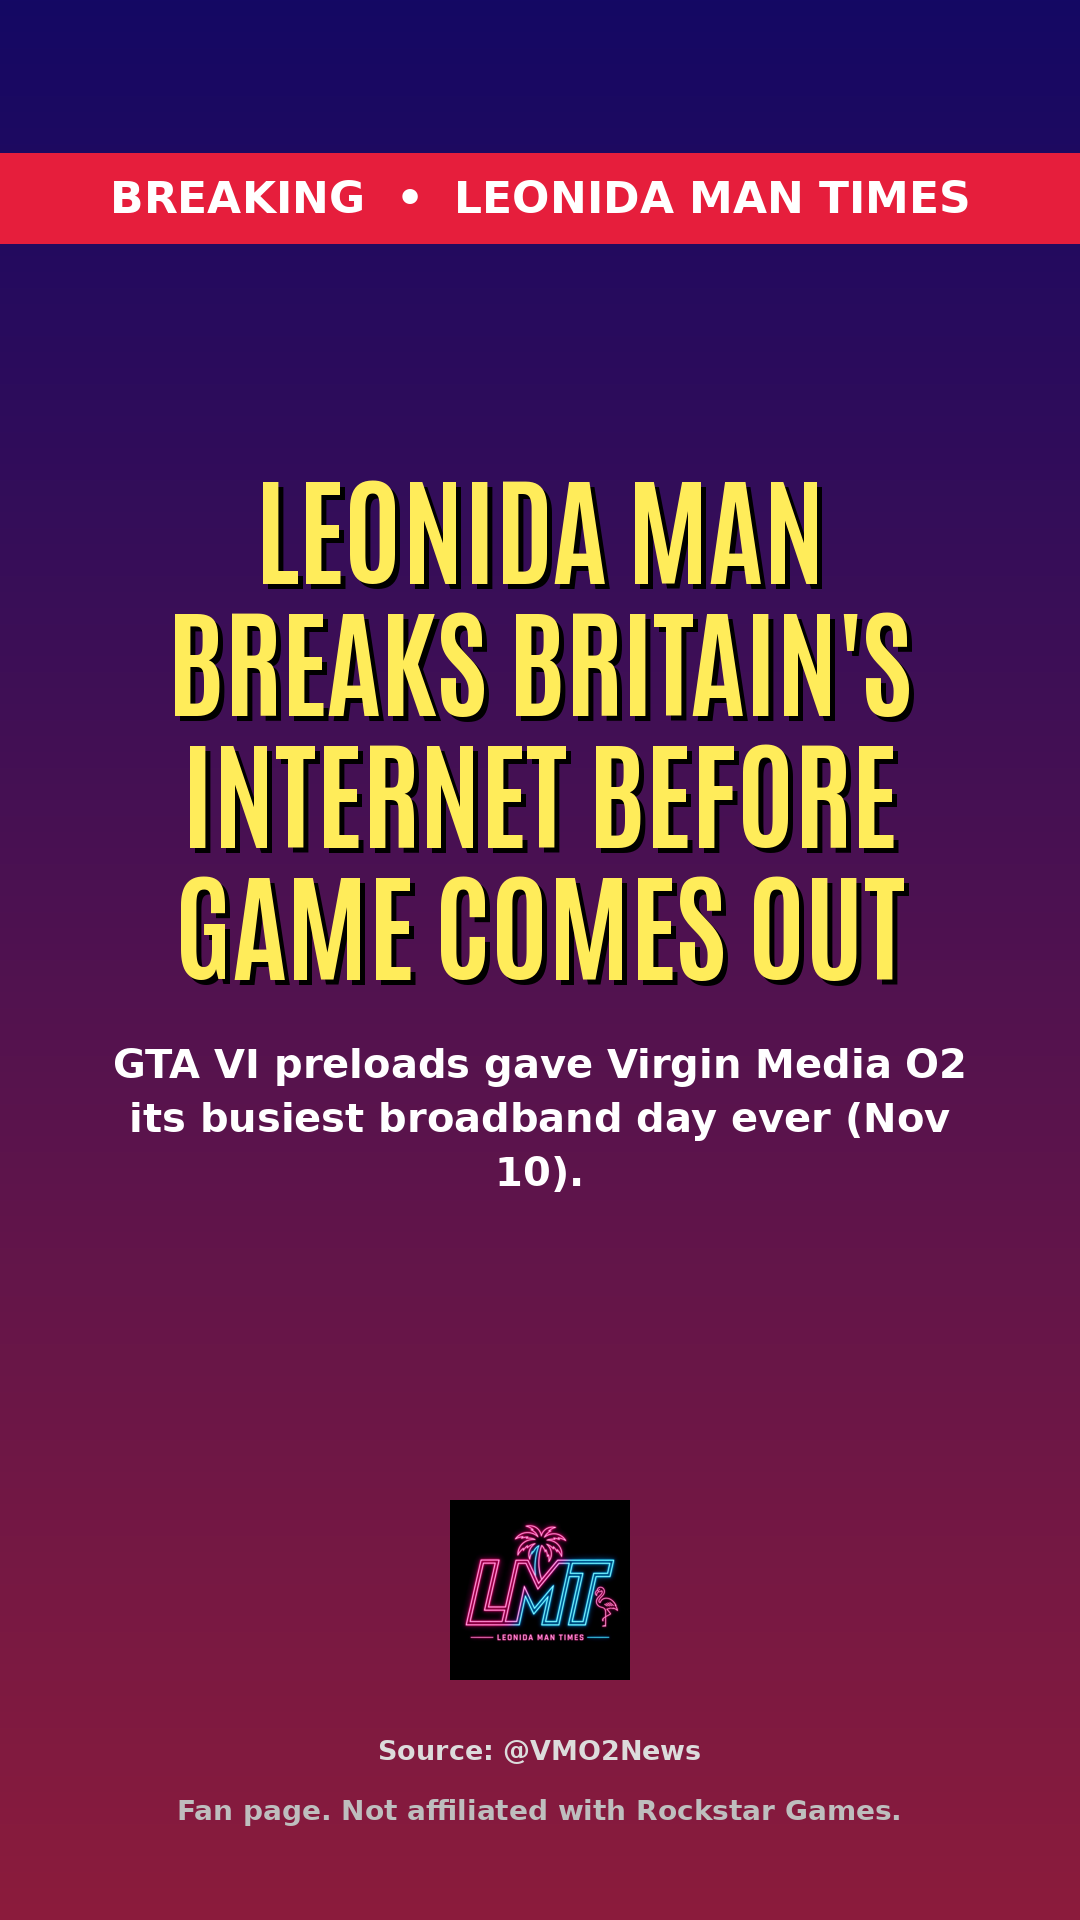 BREAKING • LEONIDA MAN TIMES
LEONIDA MAN
BREAKS BRITAIN'S
INTERNET BEFORE
GAME COMES OUT
GTA VI preloads gave Virgin Media O2
its busiest broadband day ever (Nov
10).
LMT
LEONIDA MAN TIMES
Source: @VMO2News
Fan page. Not affiliated with Rockstar Games.